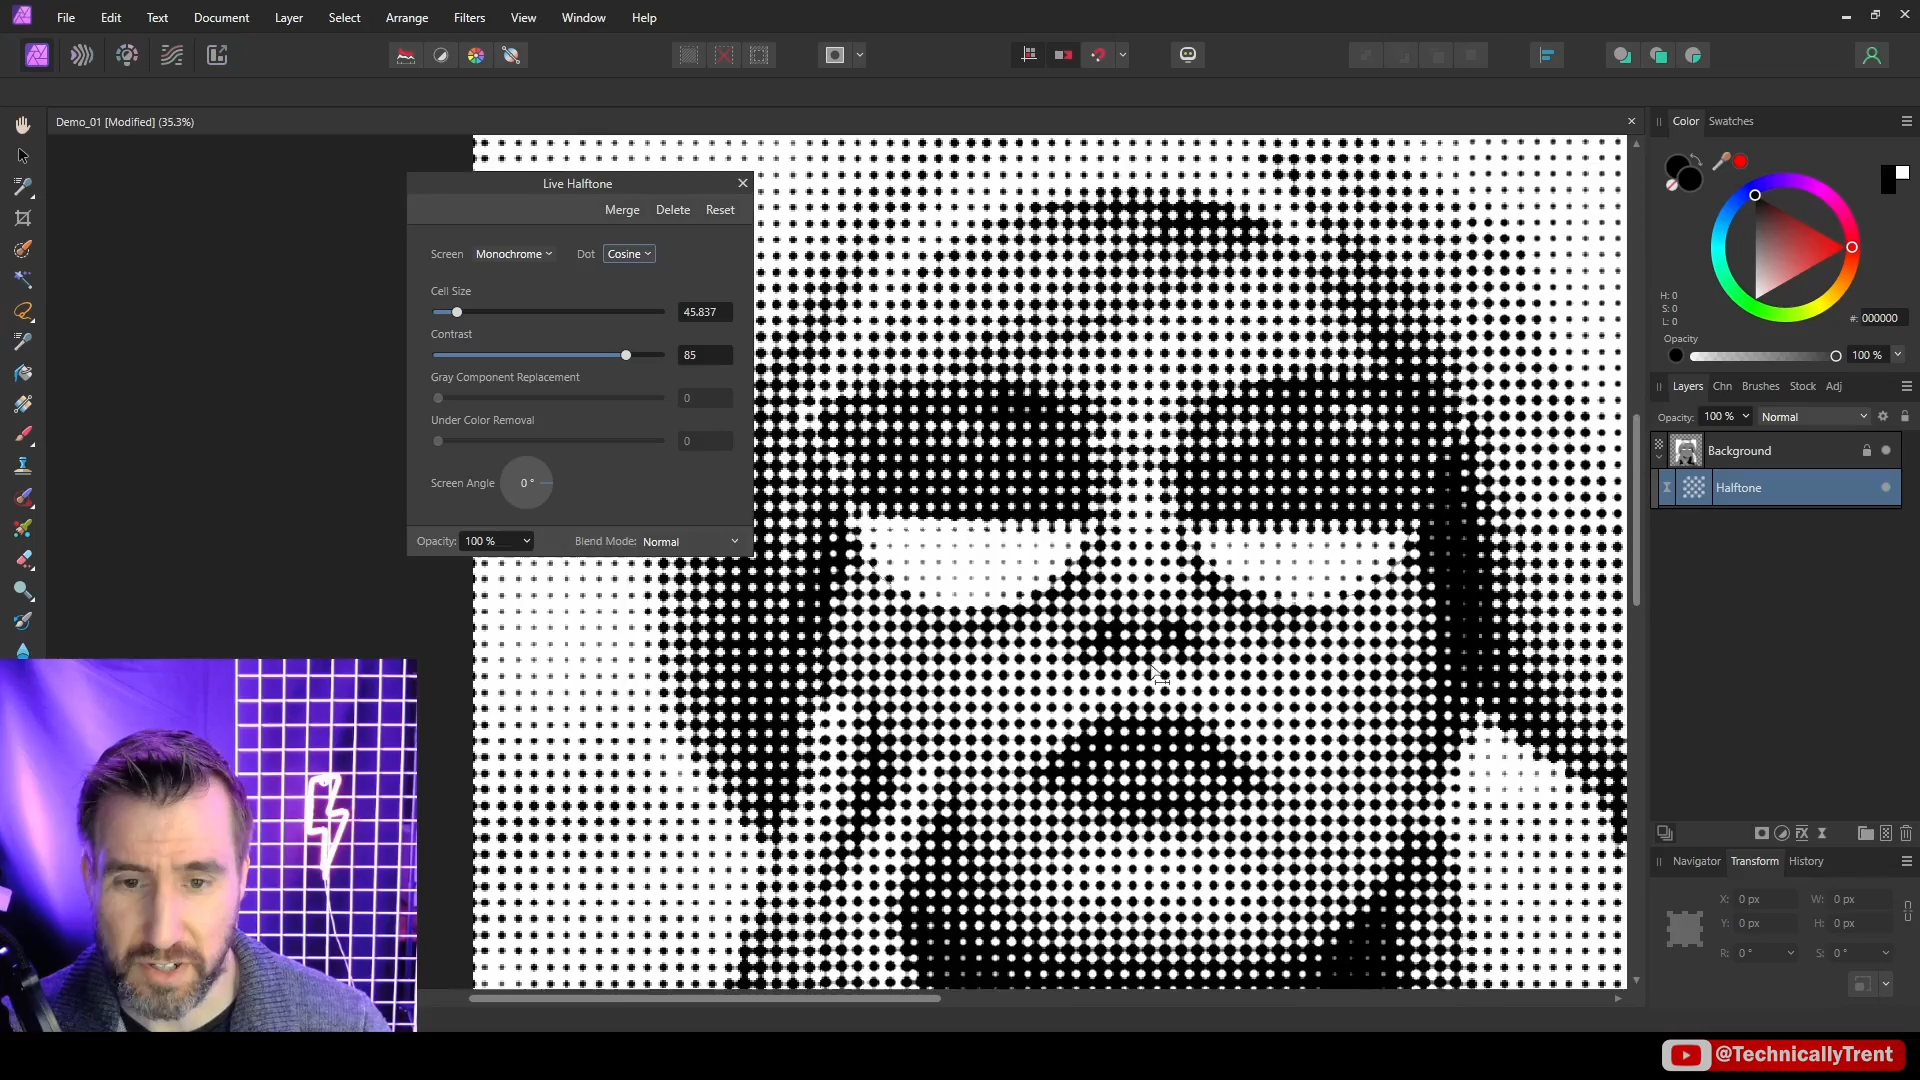 File Edit Text Document Layer Select Arrange Filters View Window Help
Demo_01 [Modified] (35.3%)
Live Halftone
Merge Delete Reset
Screen Monochrome Dot Cosine
Cell Size
45.837
Contrast
85
Gray Component Replacement
0
Under Color Removal
0
Screen Angle 0 °
Opacity: 100 % Blend Mode: Normal
Color Swatches
H: 0
S: 0
L: 0
#: 000000
Opacity
100 %
Layers Chn Brushes Stock Adj
Opacity: 100 % Normal
Background
Halftone
Navigator Transform History
X: 0 px W: 0 px
Y: 0 px H: 0 px
R: 0 ° S: 0 °
@TechnicallyTrent